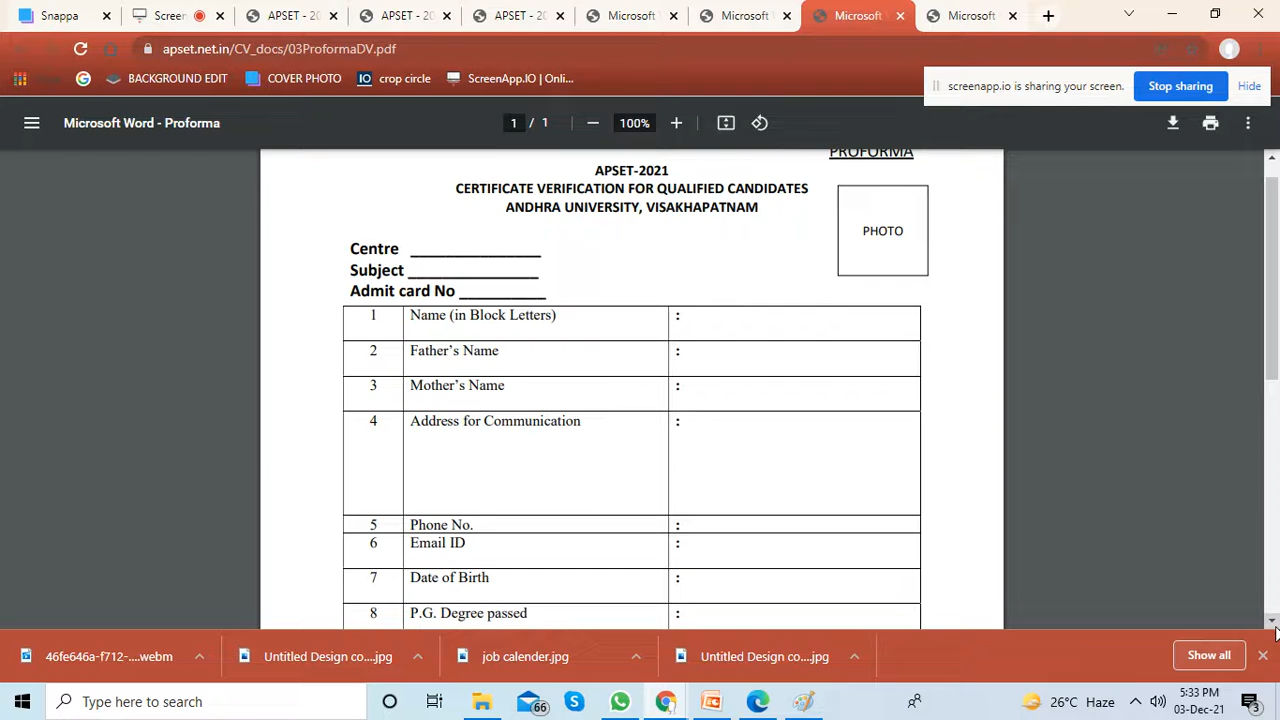 Snappa
Screen
APSET - 20
APSET - 20
APSET - 20
Microsoft
Microsoft
Microsoft
Microsoft
apset.net.in/CV_docs/03ProformaDV.pdf
BACKGROUND EDIT
COVER PHOTO
crop circle
ScreenApp.IO | Onli...
screenapp.io is sharing your screen.
Stop sharing
Hide
Microsoft Word - Proforma
1 / 1
100%
PROFORMA
APSET-2021
CERTIFICATE VERIFICATION FOR QUALIFIED CANDIDATES
ANDHRA UNIVERSITY, VISAKHAPATNAM
PHOTO
Centre _______________
Subject _______________
Admit card No __________
1 Name (in Block Letters) :
2 Father’s Name :
3 Mother’s Name :
4 Address for Communication :
5 Phone No. :
6 Email ID :
7 Date of Birth :
8 P.G. Degree passed :
46fe646a-f712-....webm
Untitled Design co....jpg
job calender.jpg
Untitled Design co....jpg
Show all
Type here to search
66
26°C Haze
5:33 PM
03-Dec-21
3